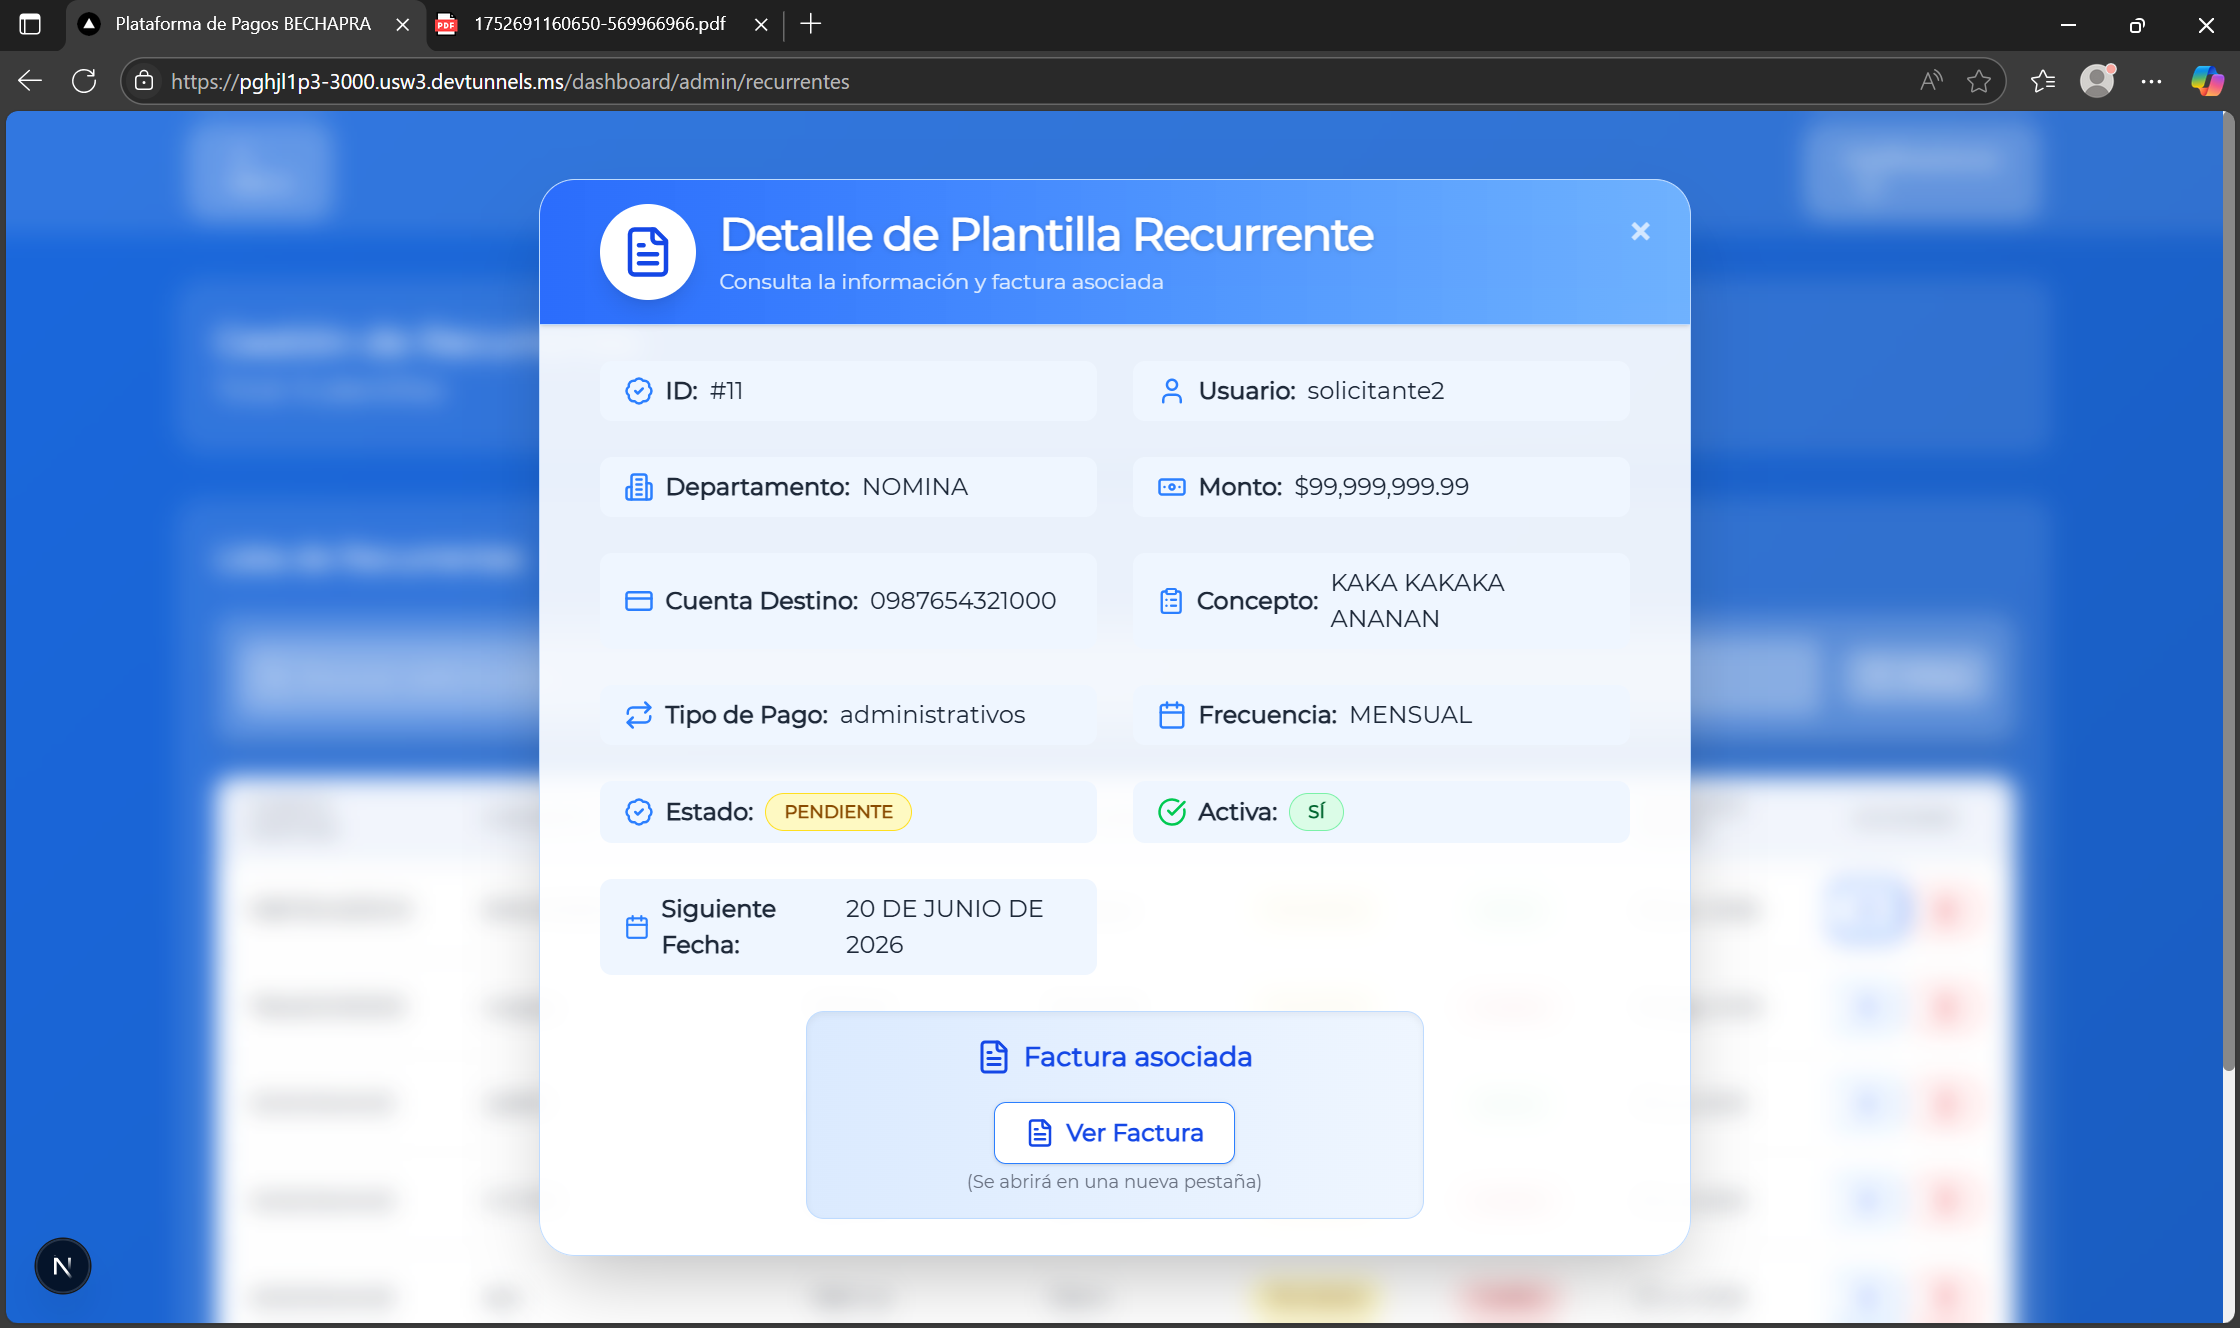 Plataforma de Pagos BECHAPRA
1752691160650-569966966.pdf
https://pghjl1p3-3000.usw3.devtunnels.ms/dashboard/admin/recurrentes
Detalle de Plantilla Recurrente
Consulta la información y factura asociada
ID: #11
Usuario: solicitante2
Departamento: NOMINA
Monto: $99,999,999.99
Cuenta Destino: 0987654321000
Concepto: KAKA KAKAKA
ANANAN
Tipo de Pago: administrativos
Frecuencia: MENSUAL
Estado: PENDIENTE
Activa: SÍ
Siguiente
Fecha:
20 DE JUNIO DE
2026
Factura asociada
Ver Factura
(Se abrirá en una nueva pestaña)